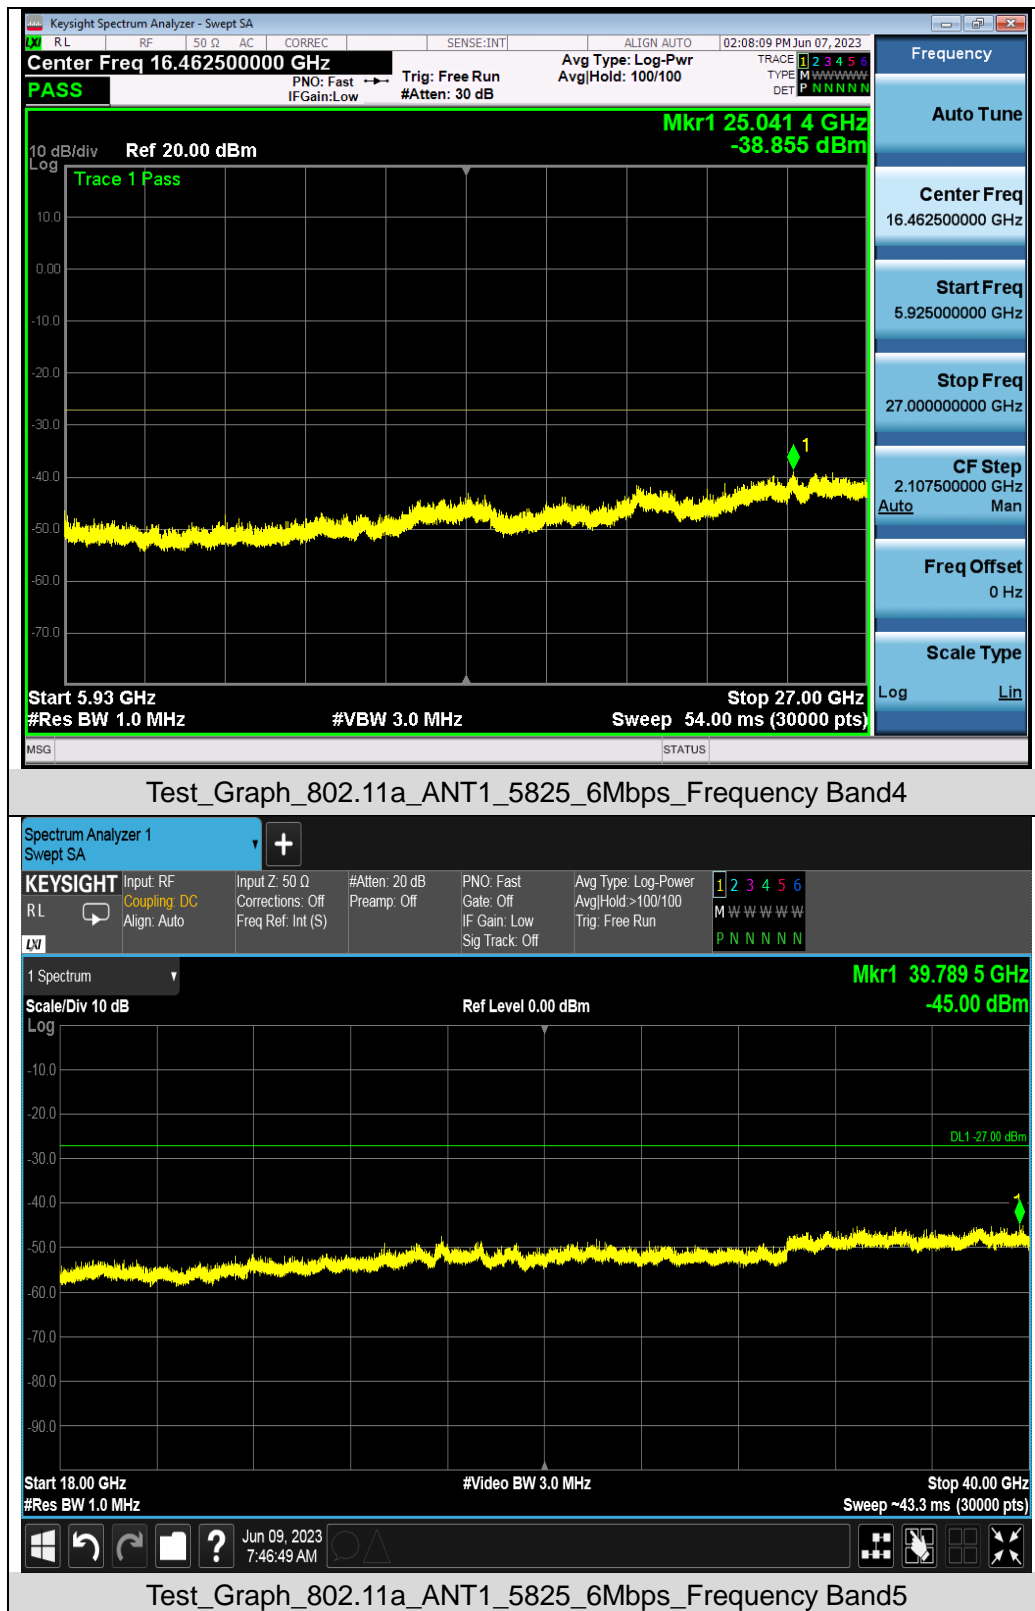 Keysight Spectrum Analyzer - Swept SA
LXI RL RF 50 Ω AC CORREC SENSE:INT ALIGN AUTO 02:08:09 PM Jun 07, 2023
Center Freq 16.462500000 GHz
PASS
PNO: Fast
IFGain:Low
Trig: Free Run
#Atten: 30 dB
Avg Type: Log-Pwr
Avg|Hold: 100/100
TRACE 1 2 3 4 5 6
TYPE M WWWWW
DET P N N N N N
Mkr1 25.041 4 GHz
-38.855 dBm
10 dB/div Ref 20.00 dBm
Log
Trace 1 Pass
10.0
0.00
-10.0
-20.0
-30.0
-40.0
-50.0
-60.0
-70.0
1
Start 5.93 GHz Stop 27.00 GHz
#Res BW 1.0 MHz #VBW 3.0 MHz Sweep 54.00 ms (30000 pts)
MSG STATUS
Frequency
Auto Tune
Center Freq
16.462500000 GHz
Start Freq
5.925000000 GHz
Stop Freq
27.000000000 GHz
CF Step
2.107500000 GHz
Auto Man
Freq Offset
0 Hz
Scale Type
Log Lin
Test_Graph_802.11a_ANT1_5825_6Mbps_Frequency Band4
Spectrum Analyzer 1
Swept SA
+
KEYSIGHT
RL
LXI
Input: RF
Coupling: DC
Align: Auto
Input Z: 50 Ω
Corrections: Off
Freq Ref: Int (S)
#Atten: 20 dB
Preamp: Off
PNO: Fast
Gate: Off
IF Gain: Low
Sig Track: Off
Avg Type: Log-Power
Avg|Hold:>100/100
Trig: Free Run
1 2 3 4 5 6
M W W W W W
P N N N N N
1 Spectrum
Mkr1 39.789 5 GHz
-45.00 dBm
Scale/Div 10 dB Ref Level 0.00 dBm
Log
-10.0
-20.0
-30.0
-40.0
-50.0
-60.0
-70.0
-80.0
-90.0
DL1 -27.00 dBm
1
Start 18.00 GHz #Video BW 3.0 MHz Stop 40.00 GHz
#Res BW 1.0 MHz Sweep ~43.3 ms (30000 pts)
?
Jun 09, 2023
7:46:49 AM
Test_Graph_802.11a_ANT1_5825_6Mbps_Frequency Band5